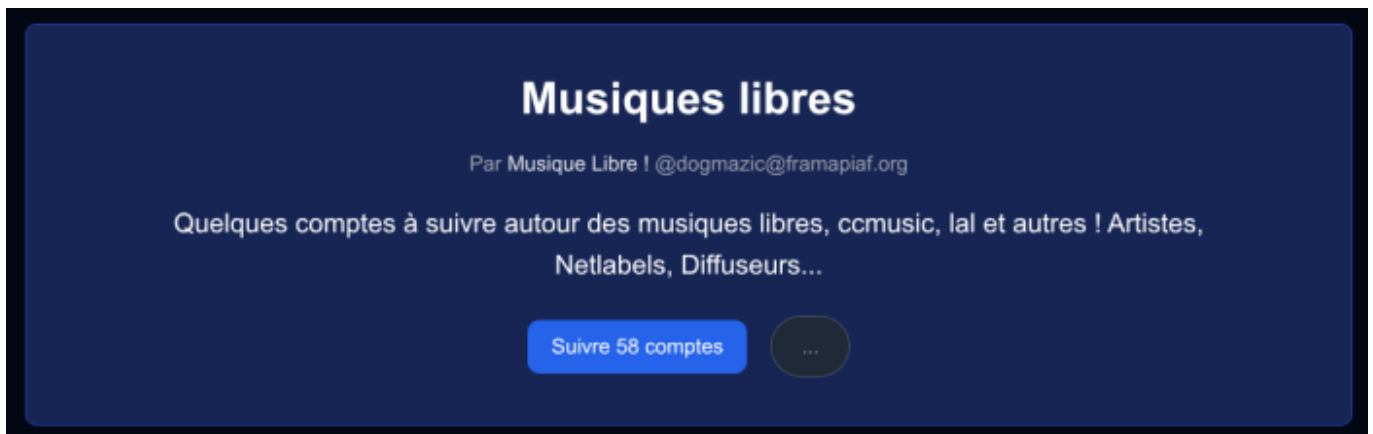 Musiques libres
Par Musique Libre ! @dogmazic@framapiaf.org
Quelques comptes à suivre autour des musiques libres, ccmusic, lal et autres ! Artistes,
Netlabels, Diffuseurs...
Suivre 58 comptes
...